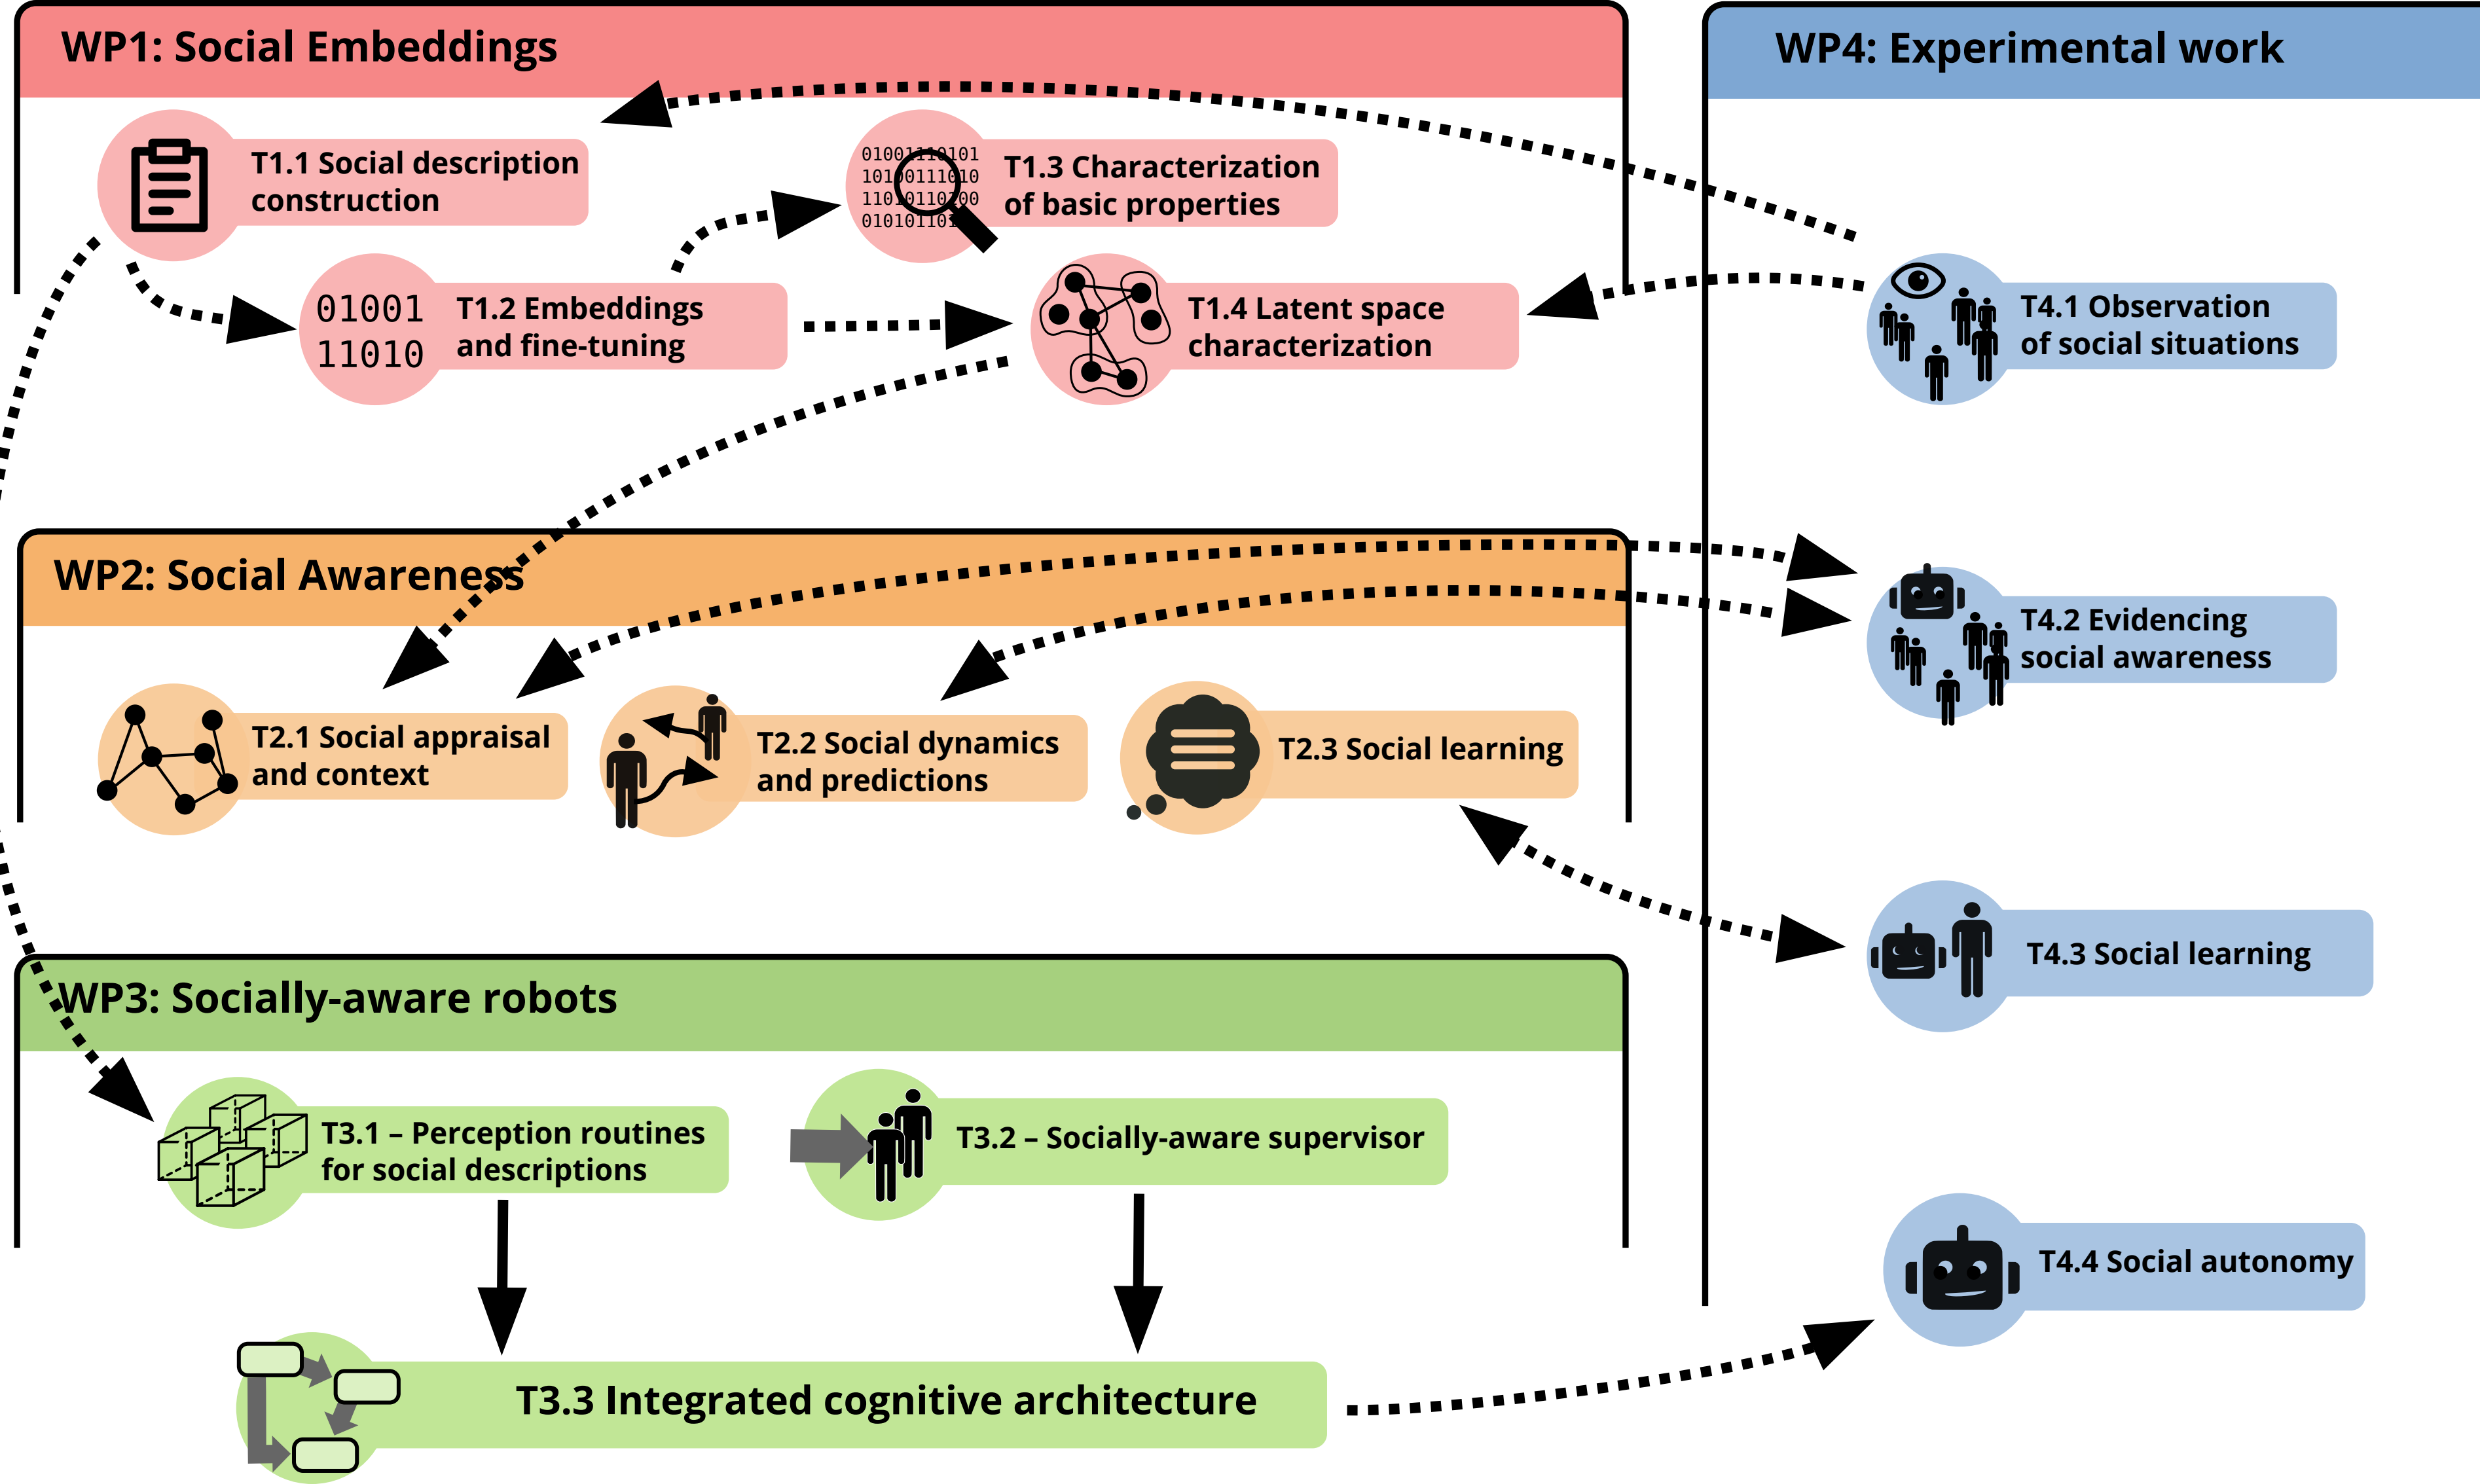 WP1: Social Embeddings
T1.1 Social description
construction
01001110101
10100111010
11010110100
T1.3 Characterization
of basic properties
01001
11010
T1.2 Embeddings
and fine-tuning
T1.4 Latent space
characterization
WP4: Experimental work
T4.1 Observation
of social situations
T4.2 Evidencing
social awareness
T4.3 Social learning
T4.4 Social autonomy
WP2: Social Awareness
T2.1 Social appraisal
and context
T2.2 Social dynamics
and predictions
T2.3 Social learning
WP3: Socially-aware robots
T3.1 – Perception routines
for social descriptions
T3.2 – Socially-aware supervisor
T3.3 Integrated cognitive architecture